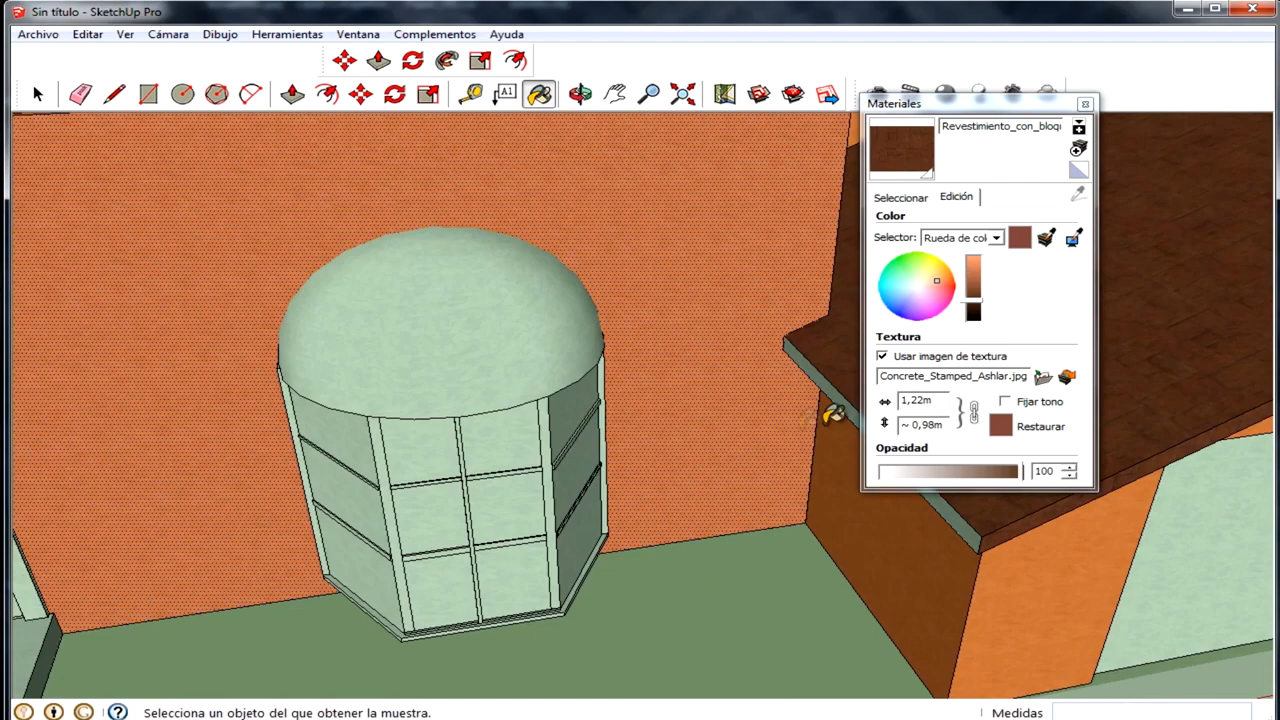 Sin título - SketchUp Pro
Archivo Editar Ver Cámara Dibujo Herramientas Ventana Complementos Ayuda
A1
Materiales
Revestimiento_con_bloqu
Seleccionar Edición
Color
Selector: Rueda de col
Textura
Usar imagen de textura
Concrete_Stamped_Ashlar.jpg
1,22m Fijar tono
~ 0,98m Restaurar
Opacidad
100
Selecciona un objeto del que obtener la muestra. Medidas